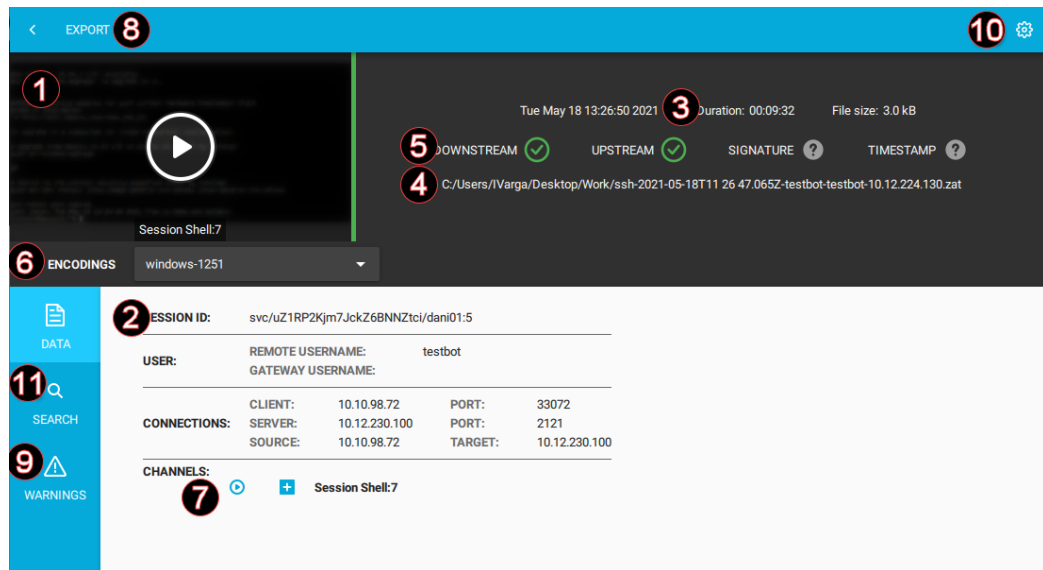 EXPORT 8 10
1
Tue May 18 13:26:50 2021 3 Duration: 00:09:32 File size: 3.0 kB
5 DOWNSTREAM UPSTREAM SIGNATURE ? TIMESTAMP ?
4 C:/Users/IVarga/Desktop/Work/ssh-2021-05-18T11 26 47.065Z-testbot-testbot-10.12.224.130.zat
Session Shell:7
6 ENCODINGS windows-1251
DATA
11
SEARCH
9
WARNINGS
2 SESSION ID: svc/uZ1RP2Kjm7JckZ6BNNZtci/dani01:5
USER: REMOTE USERNAME: testbot
GATEWAY USERNAME:
CONNECTIONS: CLIENT: 10.10.98.72 PORT: 33072
SERVER: 10.12.230.100 PORT: 2121
SOURCE: 10.10.98.72 TARGET: 10.12.230.100
CHANNELS:
7 Session Shell:7